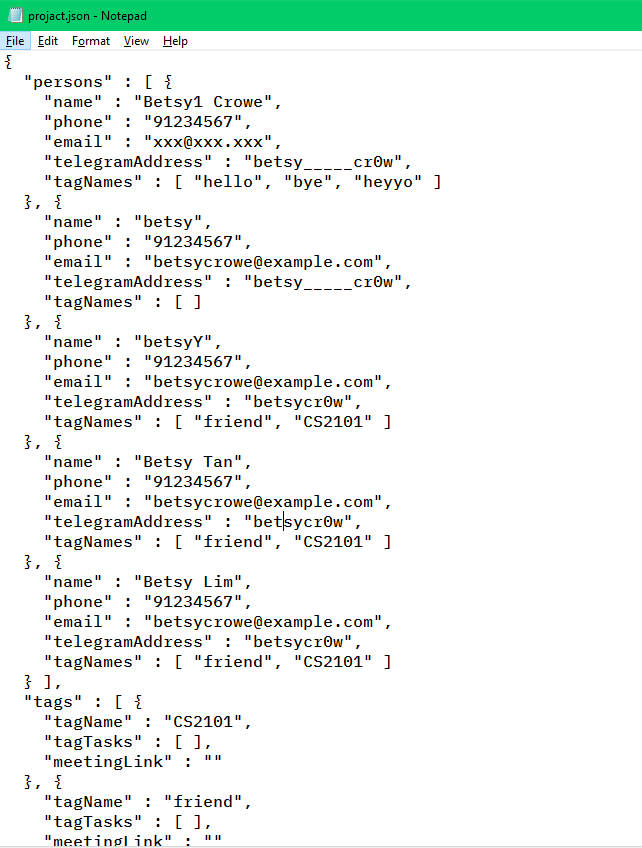 projact.json - Notepad
File Edit Format View Help
{
"persons" : [ {
"name" : "Betsy1 Crowe",
"phone" : "91234567",
"email" : "xxx@xxx.xxx",
"telegramAddress" : "betsy_____cr0w",
"tagNames" : [ "hello", "bye", "heyyo" ]
}, {
"name" : "betsy",
"phone" : "91234567",
"email" : "betsycrowe@example.com",
"telegramAddress" : "betsy_____cr0w",
"tagNames" : [ ]
}, {
"name" : "betsyY",
"phone" : "91234567",
"email" : "betsycrowe@example.com",
"telegramAddress" : "betsycr0w",
"tagNames" : [ "friend", "CS2101" ]
}, {
"name" : "Betsy Tan",
"phone" : "91234567",
"email" : "betsycrowe@example.com",
"telegramAddress" : "betsycr0w",
"tagNames" : [ "friend", "CS2101" ]
}, {
"name" : "Betsy Lim",
"phone" : "91234567",
"email" : "betsycrowe@example.com",
"telegramAddress" : "betsycr0w",
"tagNames" : [ "friend", "CS2101" ]
} ],
"tags" : [ {
"tagName" : "CS2101",
"tagTasks" : [ ],
"meetingLink" : ""
}, {
"tagName" : "friend",
"tagTasks" : [ ],
"meetingLink" : ""